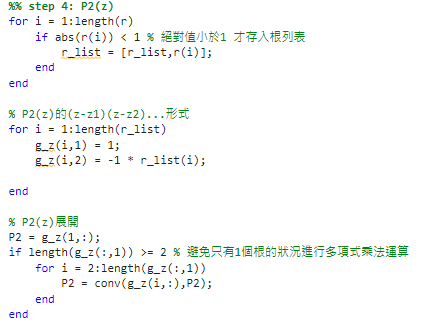 %% step 4: P2(z)
for i = 1:length(r)
    if abs(r(i)) < 1 % 絕對值小於1 才存入根列表
        r_list = [r_list,r(i)];
    end
end
% P2(z)的(z-z1)(z-z2)...形式
for i = 1:length(r_list)
    g_z(i,1) = 1;
    g_z(i,2) = -1 * r_list(i);
end
% P2(z)展開
P2 = g_z(1,:);
if length(g_z(:,1)) >= 2 % 避免只有1個根的狀況進行多項式乘法運算
    for i = 2:length(g_z(:,1))
        P2 = conv(g_z(i,:),P2);
    end
end